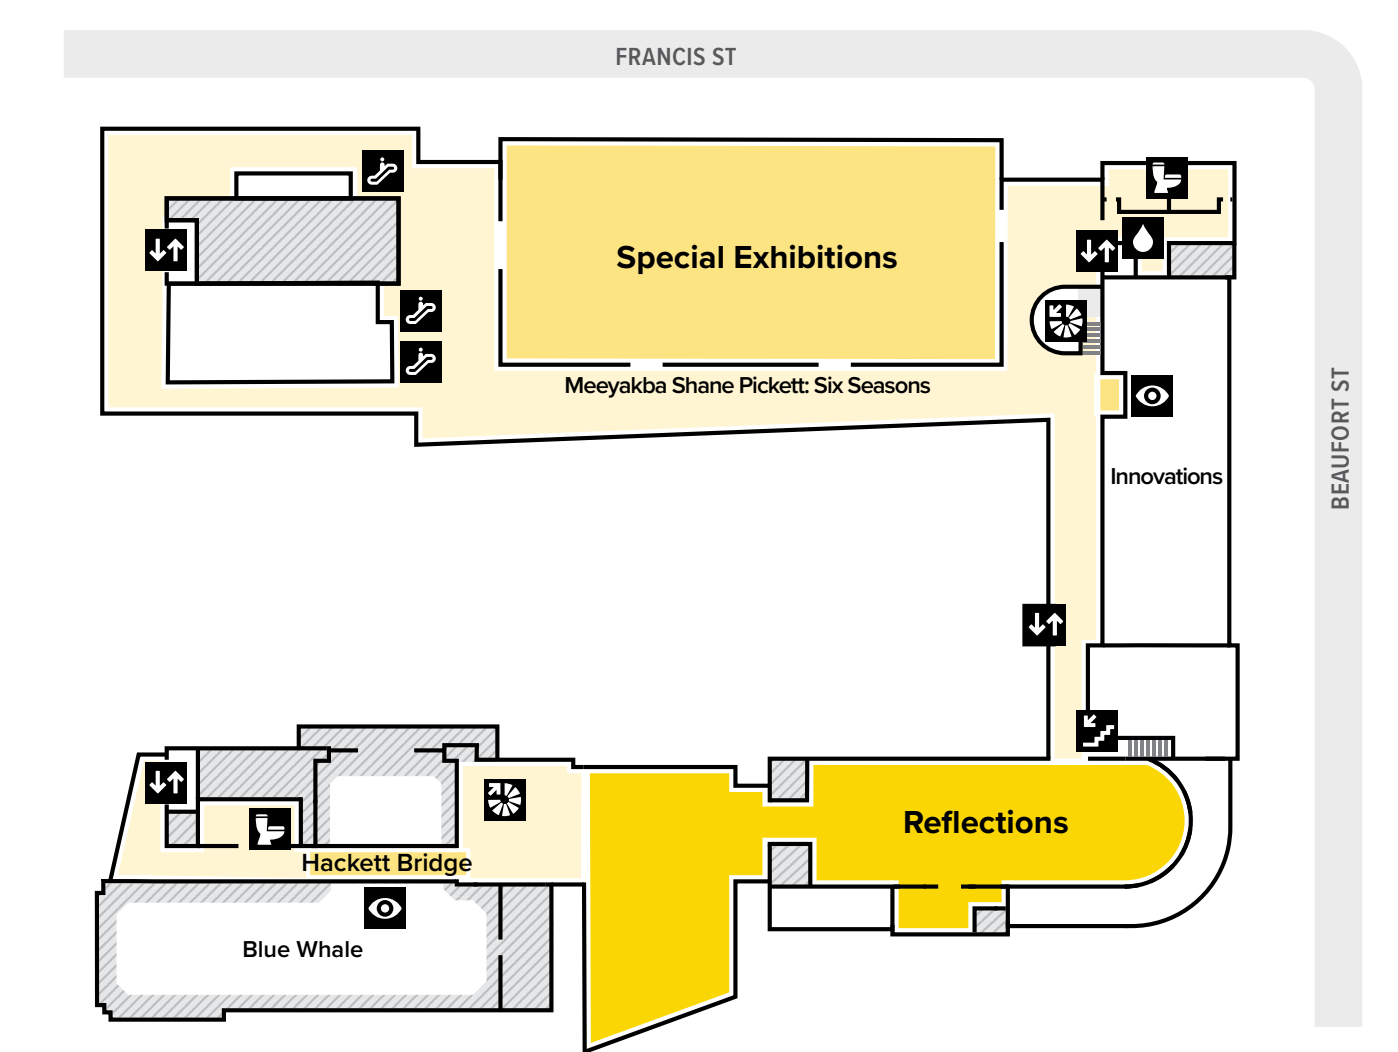 FRANCIS ST
Special Exhibitions
Meeyakba Shane Pickett: Six Seasons
BEAUFORT ST
Innovations
Reflections
Hackett Bridge
Blue Whale